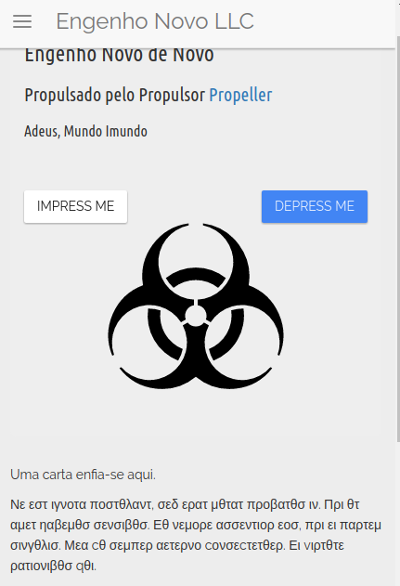 Engenho Novo LLC
Engenho Novo de Novo
Propulsado pelo Propulsor Propeller
Adeus, Mundo Imundo
IMPRESS ME
DEPRESS ME
Uma carta enfia-se aqui.
Νε εστ ιγνοτα ποστθλαντ, σεδ ερατ μθτατ προβατθσ ιν. Πρι θτ
αμετ ηαβεμθσ σενσιβθσ. Εθ νεμορε ασσεντιορ εοσ, πρι ει παρτεμ
σινγθλισ. Μεα cθ σεμπερ αετερνο cονσεcτετθερ. Ει vιρτθτε
ρατιονιβθσ qθι.